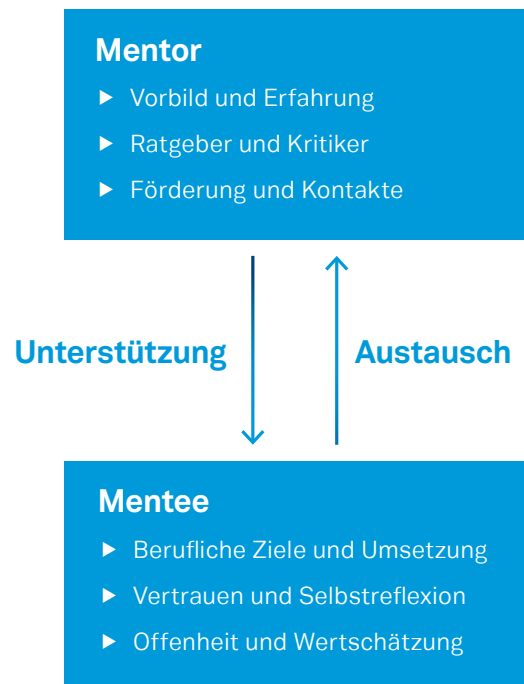 Mentor
▶ Vorbild und Erfahrung
▶ Ratgeber und Kritiker
▶ Förderung und Kontakte
Unterstützung
Austausch
Mentee
▶ Berufliche Ziele und Umsetzung
▶ Vertrauen und Selbstreflexion
▶ Offenheit und Wertschätzung